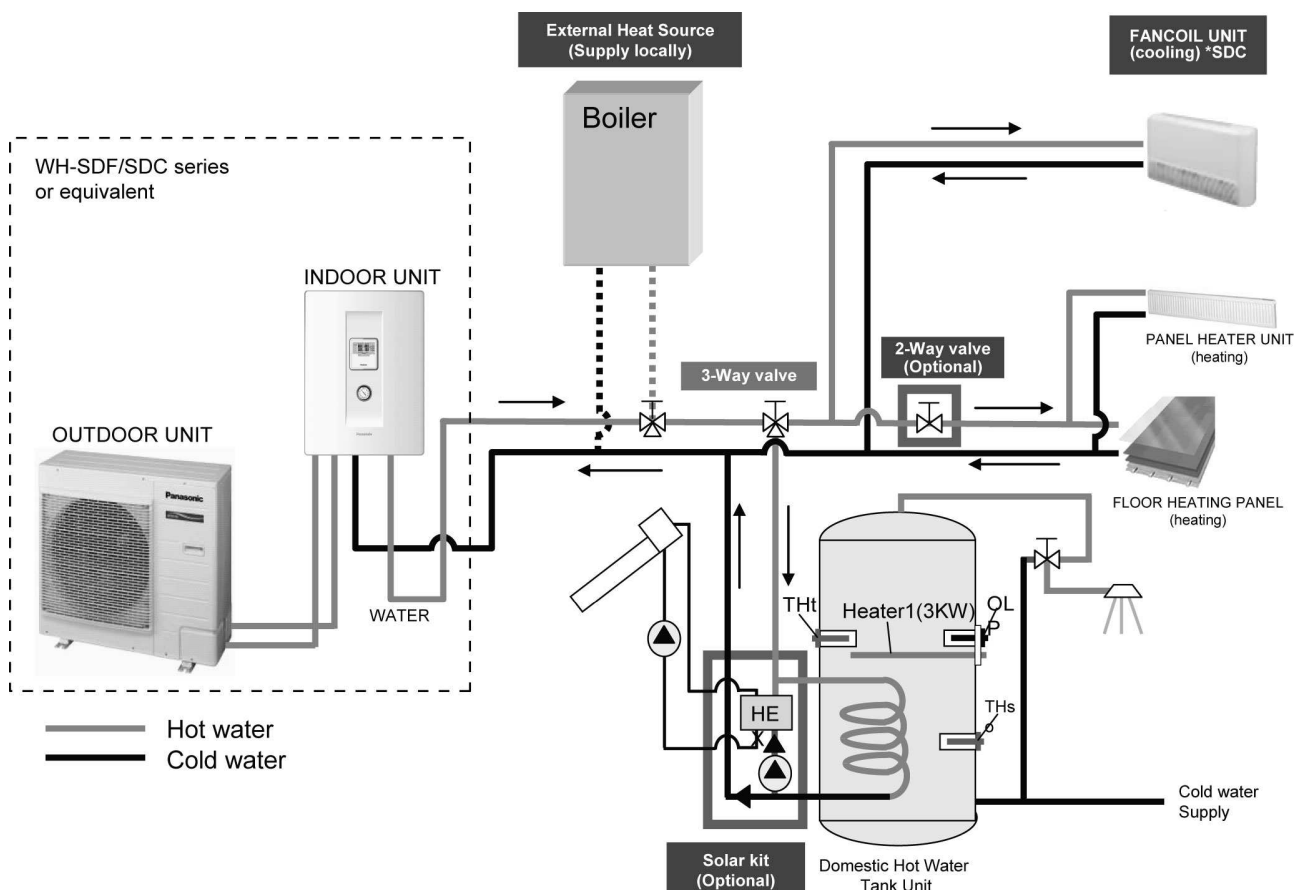 External Heat Source
(Supply locally)
FANCOIL UNIT
(cooling) *SDC
Boiler
WH-SDF/SDC series
or equivalent
INDOOR UNIT
PANEL HEATER UNIT
(heating)
2-Way valve
(Optional)
3-Way valve
OUTDOOR UNIT
Panasonic
FLOOR HEATING PANEL
(heating)
WATER
THt
Heater1(3KW)
OL
P
HE
THs
Hot water
Cold water
Cold water
Supply
Solar kit
(Optional)
Domestic Hot Water
Tank Unit